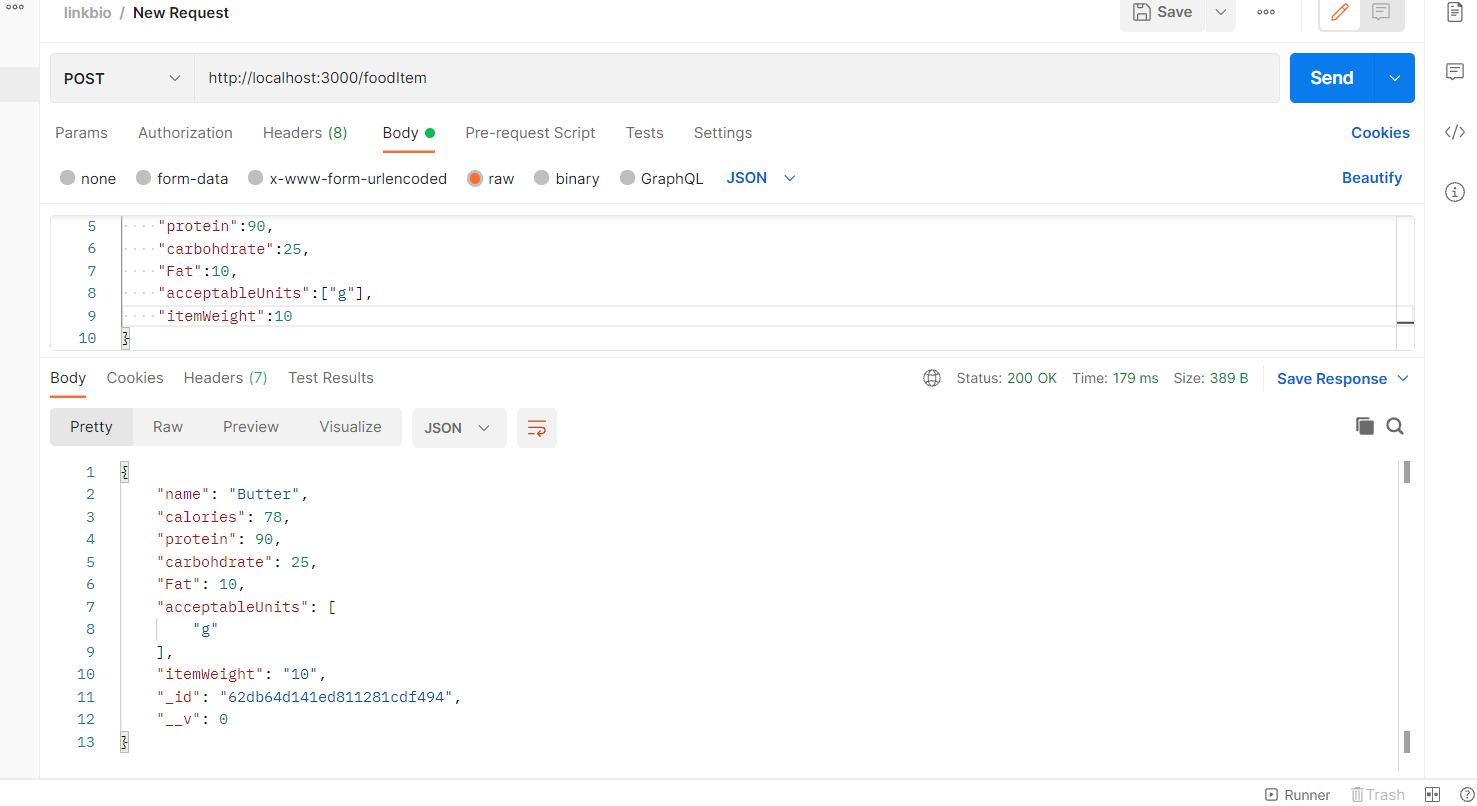 linkbio / New Request
Save
POST
http://localhost:3000/foodItem
Send
Params Authorization Headers (8) Body Pre-request Script Tests Settings Cookies
none form-data x-www-form-urlencoded raw binary GraphQL JSON Beautify
5 "protein":90,
6 "carbohdrate":25,
7 "Fat":10,
8 "acceptableUnits":["g"],
9 "itemWeight":10
10 }
Body Cookies Headers (7) Test Results Status: 200 OK Time: 179 ms Size: 389 B Save Response
Pretty Raw Preview Visualize JSON
1 {
2 "name": "Butter",
3 "calories": 78,
4 "protein": 90,
5 "carbohdrate": 25,
6 "Fat": 10,
7 "acceptableUnits": [
8 "g"
9 ],
10 "itemWeight": "10",
11 "_id": "62db64d141ed811281cdf494",
12 "__v": 0
13 }
Runner Trash